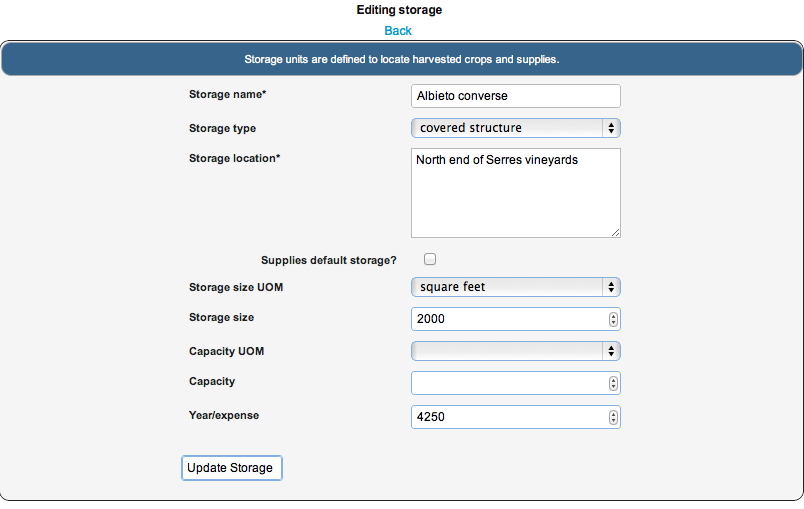 Editing storage
Back
Storage units are defined to locate harvested crops and supplies.
Storage name* Albieto converse
Storage type covered structure
Storage location* North end of Serres vineyards
Supplies default storage?
Storage size UOM square feet
Storage size 2000
Capacity UOM
Capacity
Year/expense 4250
Update Storage